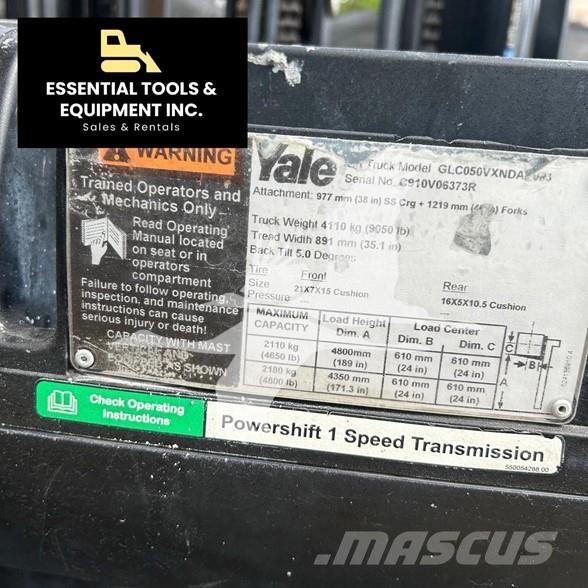 ESSENTIAL TOOLS &
EQUIPMENT INC.
Sales & Rentals
WARNING
Trained Operators and
Mechanics Only
Read Operating
Manual located
on seat or in
operators
compartment
Failure to follow operating,
inspection, and maintenance
instructions can cause
serious injury or death!
CAPACITY WITH MAST
AS SHOWN
Yale
Truck Model GLC050VXNDAE
Serial No. C910V06373R
Attachment: 977 mm (38 in) SS Crg + 1219 mm Forks
Truck Weight 4110 kg (9050 lb)
Tread Width 891 mm (35.1 in)
Back Tilt 5.0 Degrees
Tire Front Rear
Size 21X7X15 Cushion 16X5X10.5 Cushion
Pressure --- ---
MAXIMUM CAPACITY Load Height Dim. A Load Center Dim. B Dim. C
2110 kg (4650 lb) 4800mm (189 in) 610 mm (24 in) 610 mm (24 in)
2180 kg (4800 lb) 4350 mm (171.3 in) 610 mm (24 in) 610 mm (24 in)
C
B
A
Check Operating
Instructions
Powershift 1 Speed Transmission
550054288.00
MASCUS